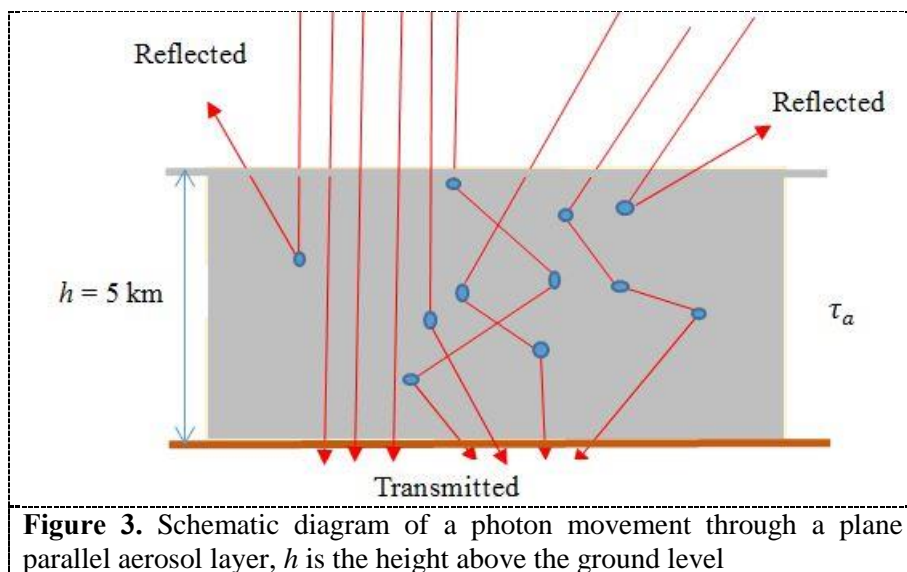 Reflected
Reflected
h = 5 km
τₐ
Transmitted
Figure 3. Schematic diagram of a photon movement through a plane
parallel aerosol layer, h is the height above the ground level